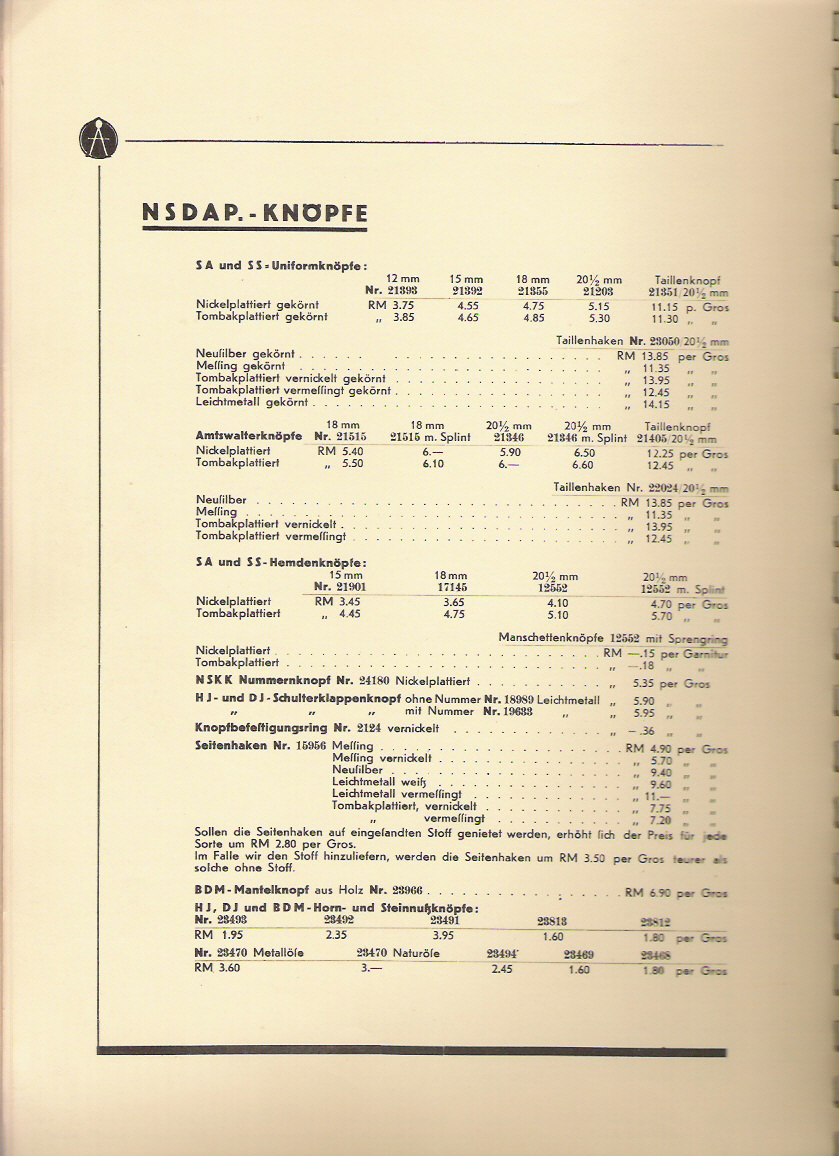 NSDAP.-KNÖPFE
SA und SS=Uniformknöpfe:
12 mm 15 mm 18 mm 20½ mm Taillenknopf
Nr. 21393 21392 21355 21203 21351/20½ mm
Nickelplattiert gekörnt RM 3.75 4.55 4.75 5.15 11.15 p. Gros
Tombakplattiert gekörnt „ 3.85 4.65 4.85 5.30 11.30 „ „
Taillenhaken Nr. 23050/20½ mm
Neuſilber gekörnt . . . . RM 13.85 per Gros
Meſſing gekörnt . . . . „ 11.35 „ „
Tombakplattiert vernickelt gekörnt . . . . „ 13.95 „ „
Tombakplattiert vermeſſingt gekörnt . . . . „ 12.45 „ „
Leichtmetall gekörnt . . . . „ 14.15 „ „
18 mm 18 mm 20½ mm 20½ mm Taillenknopf
Amtswalterknöpfe Nr. 21515 21515 m. Splint 21346 21346 m. Splint 21405/20½ mm
Nickelplattiert RM 5.40 6.— 5.90 6.50 12.25 per Gros
Tombakplattiert „ 5.50 6.10 6.— 6.60 12.45 „ „
Taillenhaken Nr. 22024/20½ mm
Neuſilber . . . . RM 13.85 per Gros
Meſſing . . . . „ 11.35 „ „
Tombakplattiert vernickelt . . . . „ 13.95 „ „
Tombakplattiert vermeſſingt . . . . „ 12.45 „ „
SA und SS-Hemdenknöpfe:
15 mm 18 mm 20½ mm 20½ mm
Nr. 21901 17145 12552 12552 m. Splint
Nickelplattiert RM 3.45 3.65 4.10 4.70 per Gros
Tombakplattiert „ 4.45 4.75 5.10 5.70 „ „
Manschettenknöpfe 12552 mit Sprengring
Nickelplattiert . . . . RM —.15 per Garnitur
Tombakplattiert . . . . „ —.18 „ „
NSKK Nummernknopf Nr. 24180 Nickelplattiert . . . . „ 5.35 per Gros
HJ- und DJ-Schulterklappenknopf ohne Nummer Nr. 18989 Leichtmetall „ 5.90 „ „
„ „ „ mit Nummer Nr. 19633 „ „ 5.95 „ „
Knopfbefeſtigungsring Nr. 2124 vernickelt . . . . „ —.36 „ „
Seitenhaken Nr. 15956 Meſſing . . . . RM 4.90 per Gros
Meſſing vernickelt . . . . „ 5.70 „ „
Neuſilber . . . . „ 9.40 „ „
Leichtmetall weiß . . . . „ 9.60 „ „
Leichtmetall vermeſſingt . . . . „ 11.— „ „
Tombakplattiert, vernickelt . . . . „ 7.75 „ „
„ vermeſſingt . . . . „ 7.20 „ „
Sollen die Seitenhaken auf eingeſandten Stoff genietet werden, erhöht ſich der Preis für jede
Sorte um RM 2.80 per Gros.
Im Falle wir den Stoff hinzuliefern, werden die Seitenhaken um RM 3.50 per Gros teurer als
solche ohne Stoff.
BDM-Mantelknopf aus Holz Nr. 23966 . . . . RM 6.90 per Gros
HJ, DJ und BDM-Horn- und Steinnußknöpfe:
Nr. 23493 23492 23491 23813 23812
RM 1.95 2.35 3.95 1.60 1.80 per Gros
Nr. 23470 Metallöſe 23470 Naturöſe 23494 23469 23468
RM 3.60 3.— 2.45 1.60 1.80 per Gros